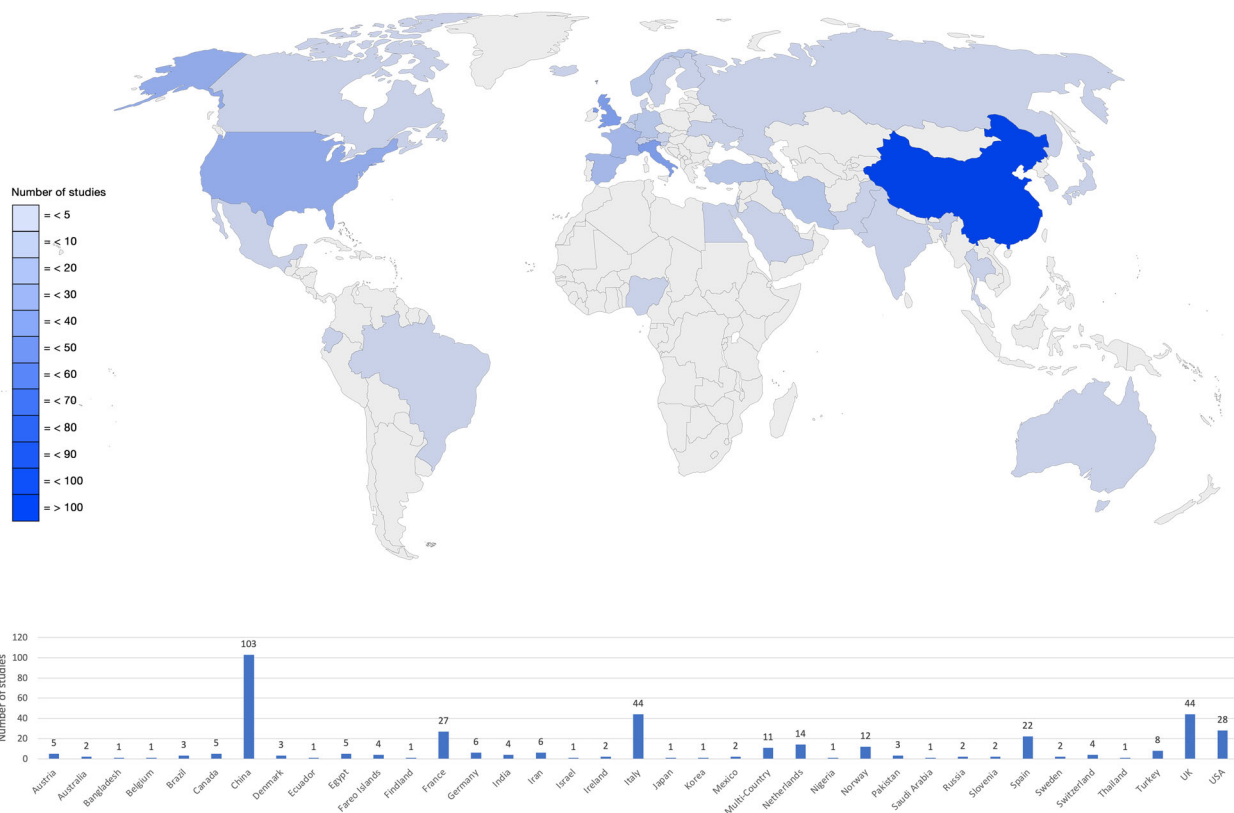 Number of studies
= < 5
= < 10
= < 20
= < 30
= < 40
= < 50
= < 60
= < 70
= < 80
= < 90
= < 100
= > 100
Number of studies
120
100
80
60
40
20
0
5 2 1 1 3 5 103 3 1 5 4 1 27 6 4 6 1 2 44 1 1 2 11 14 1 12 3 1 2 2 22 2 4 1 8 44 28
Austria
Australia
Bangladesh
Belgium
Brazil
Canada
China
Denmark
Ecuador
Egypt
Fareo Islands
Findland
France
Germany
India
Iran
Israel
Ireland
Italy
Japan
Korea
Mexico
Multi-Country
Netherlands
Nigeria
Norway
Pakistan
Saudi Arabia
Russia
Slovenia
Spain
Sweden
Switzerland
Thailand
Turkey
UK
USA